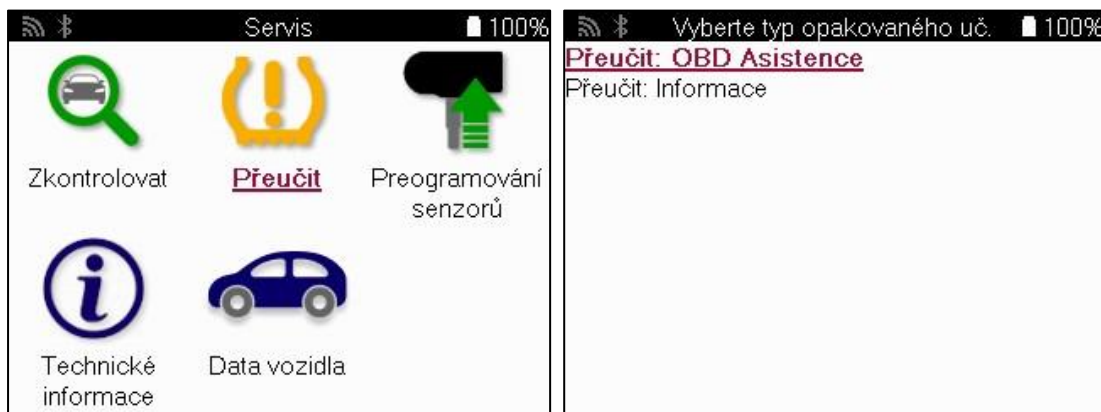 Servis
100%
Zkontrolovat
Přeučit
Preogramování
senzorů
Technické
informace
Data vozidla
Vyberte typ opakovaného uč.
100%
Přeučit: OBD Asistence
Přeučit: Informace